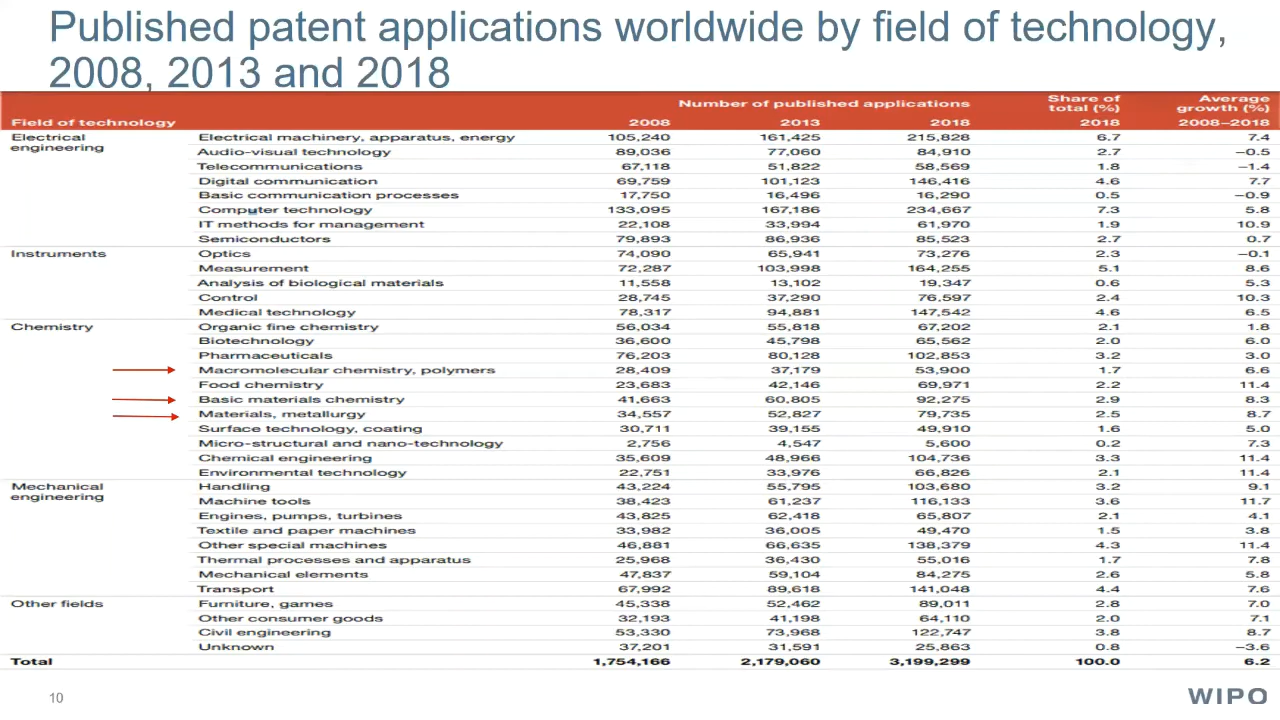 Published patent applications worldwide by field of technology,
2008, 2013 and 2018
Number of published applications Share of total (%) Average growth (%)
Field of technology 2008 2013 2018 2018 2008–2018
Electrical engineering Electrical machinery, apparatus, energy 105,240 161,425 215,828 6.7 7.4
Audio-visual technology 89,036 77,060 84,910 2.7 –0.5
Telecommunications 67,118 51,822 58,569 1.8 –1.4
Digital communication 69,759 101,123 146,416 4.6 7.7
Basic communication processes 17,750 16,496 16,290 0.5 –0.9
Computer technology 133,095 167,186 234,667 7.3 5.8
IT methods for management 22,108 33,994 61,970 1.9 10.9
Semiconductors 79,893 86,936 85,523 2.7 0.7
Instruments Optics 74,090 65,941 73,276 2.3 –0.1
Measurement 72,287 103,998 164,255 5.1 8.6
Analysis of biological materials 11,558 13,102 19,347 0.6 5.3
Control 28,745 37,290 76,597 2.4 10.3
Medical technology 78,317 94,881 147,542 4.6 6.5
Chemistry Organic fine chemistry 56,034 55,818 67,202 2.1 1.8
Biotechnology 36,600 45,798 65,562 2.0 6.0
Pharmaceuticals 76,203 80,128 102,853 3.2 3.0
Macromolecular chemistry, polymers 28,409 37,179 53,900 1.7 6.6
Food chemistry 23,683 42,146 69,971 2.2 11.4
Basic materials chemistry 41,663 60,805 92,275 2.9 8.3
Materials, metallurgy 34,557 52,827 79,735 2.5 8.7
Surface technology, coating 30,711 39,155 49,910 1.6 5.0
Micro-structural and nano-technology 2,756 4,547 5,600 0.2 7.3
Chemical engineering 35,609 48,966 104,736 3.3 11.4
Environmental technology 22,751 33,976 66,826 2.1 11.4
Mechanical engineering Handling 43,224 55,795 103,680 3.2 9.1
Machine tools 38,423 61,237 116,133 3.6 11.7
Engines, pumps, turbines 43,825 62,418 65,807 2.1 4.1
Textile and paper machines 33,982 36,005 49,470 1.5 3.8
Other special machines 46,881 66,635 138,379 4.3 11.4
Thermal processes and apparatus 25,968 36,430 55,016 1.7 7.8
Mechanical elements 47,837 59,104 84,275 2.6 5.8
Transport 67,992 89,618 141,048 4.4 7.6
Other fields Furniture, games 45,338 52,462 89,011 2.8 7.0
Other consumer goods 32,193 41,198 64,110 2.0 7.1
Civil engineering 53,330 73,968 122,747 3.8 8.7
Unknown 37,201 31,591 25,863 0.8 –3.6
Total 1,754,166 2,179,060 3,199,299 100.0 6.2
10
WIPO